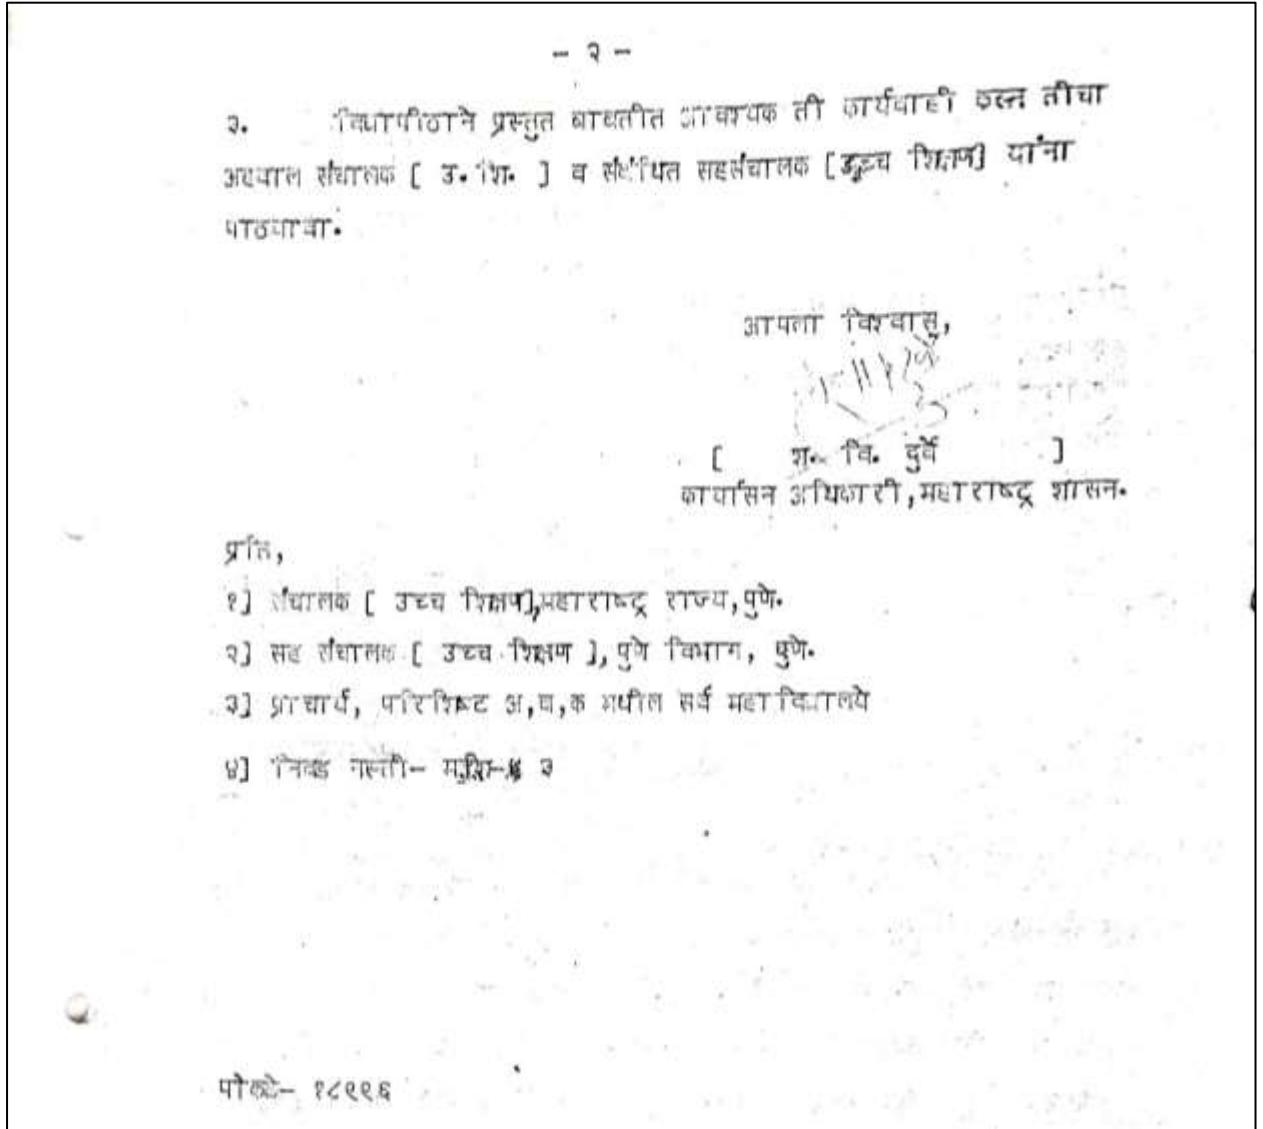 - २ -
३. विद्यापीठाने प्रस्तुत बाबतीत आवश्यक ती कार्यवाही करून तीचा
अहवाल संचालक [ उ. शि. ] व संबंधित सहसंचालक [उच्च शिक्षण] यांना
पाठवावा.
आपला विश्वासू,
[ श. वि. दुर्वे ]
कार्यासन अधिकारी, महाराष्ट्र शासन.
प्रति,
१] संचालक [ उच्च शिक्षण], महाराष्ट्र राज्य, पुणे.
२] सह संचालक [ उच्च शिक्षण ], पुणे विभाग, पुणे.
३] प्राचार्य, परिशिष्ट अ,ब,क मधील सर्व महाविद्यालये
४] निवड नस्ती- ३
१८९९६